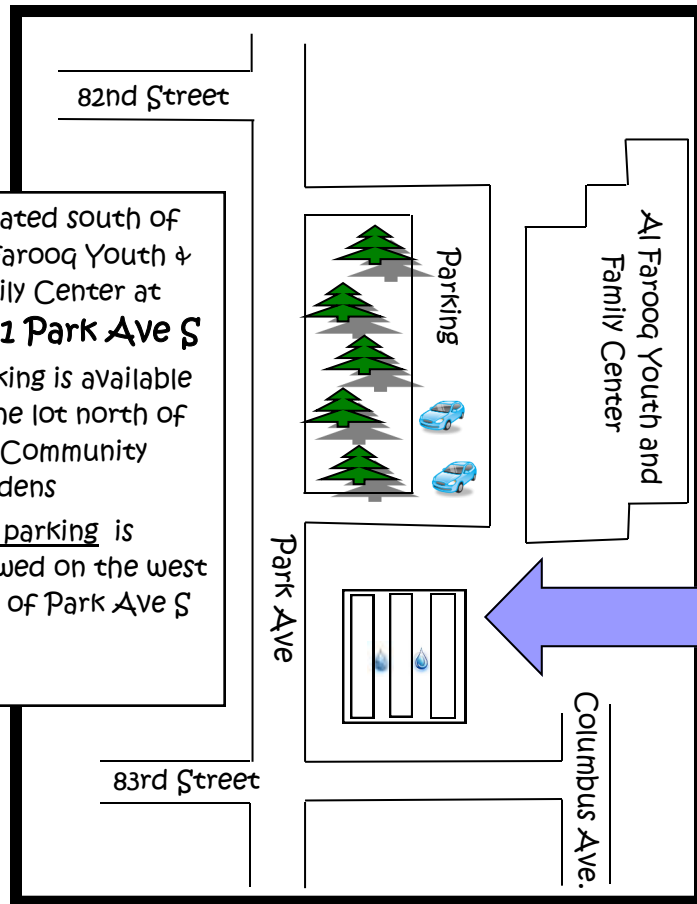 82nd Street
ated south of
Farooq Youth &
ily Center at
1 Park Ave S
king is available
he lot north of
Community
dens
parking is
wed on the west
of Park Ave S
Parking
Al Farooq Youth and
Family Center
Park Ave
83rd Street
Columbus Ave.